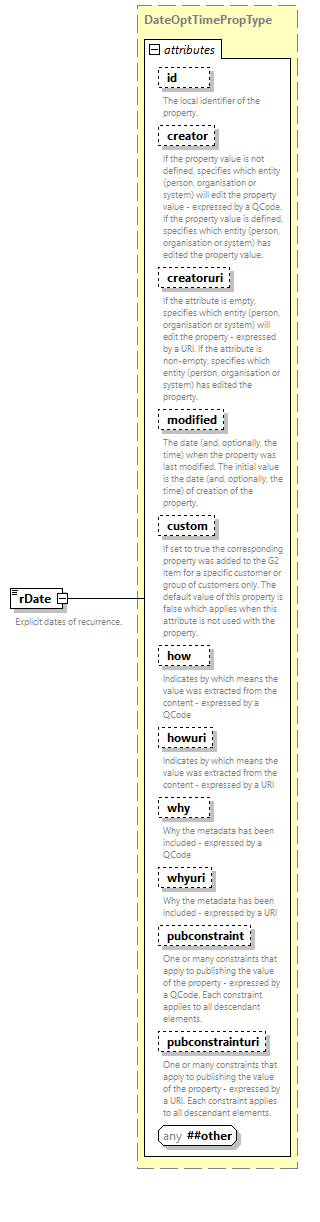 DateOptTimePropType
attributes
id
The local identifier of the
property.
creator
If the property value is not
defined, specifies which entity
(person, organisation or
system) will edit the property
value - expressed by a QCode.
If the property value is defined,
specifies which entity (person,
organisation or system) has
edited the property value.
creatoruri
If the attribute is empty,
specifies which entity (person,
organisation or system) will
edit the property - expressed
by a URI. If the attribute is
non-empty, specifies which
entity (person, organisation or
system) has edited the
property.
modified
The date (and, optionally, the
time) when the property was
last modified. The initial value
is the date (and, optionally, the
time) of creation of the
property.
custom
If set to true the corresponding
property was added to the G2
Item for a specific customer or
group of customers only. The
default value of this property is
false which applies when this
attribute is not used with the
property.
rDate
Explicit dates of recurrence.
how
Indicates by which means the
value was extracted from the
content - expressed by a
QCode
howuri
Indicates by which means the
value was extracted from the
content - expressed by a URI
why
Why the metadata has been
included - expressed by a
QCode
whyuri
Why the metadata has been
included - expressed by a URI
pubconstraint
One or many constraints that
apply to publishing the value
of the property - expressed by
a QCode. Each constraint
applies to all descendant
elements.
pubconstrainturi
One or many constraints that
apply to publishing the value
of the property - expressed by
a URI. Each constraint applies
to all descendant elements.
any ##other